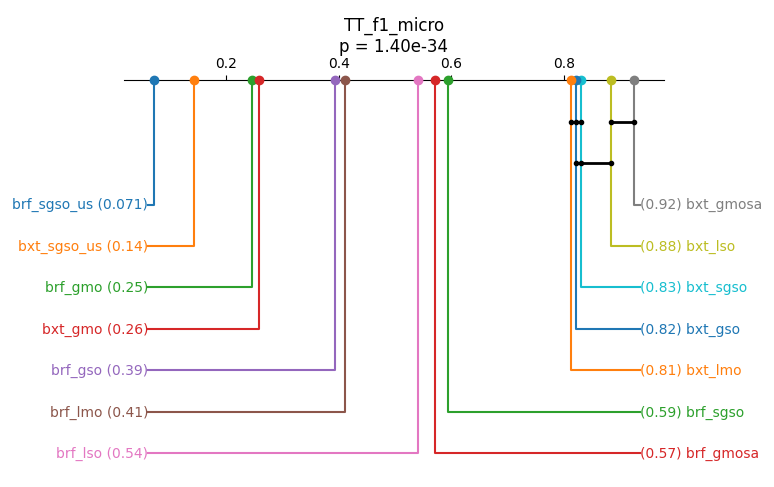 TT_f1_micro
p = 1.40e-34
0.2 0.4 0.6 0.8
brf_sgso_us (0.071) (0.92) bxt_gmosa
bxt_sgso_us (0.14) (0.88) bxt_lso
brf_gmo (0.25) (0.83) bxt_sgso
bxt_gmo (0.26) (0.82) bxt_gso
brf_gso (0.39) (0.81) bxt_lmo
brf_lmo (0.41) (0.59) brf_sgso
brf_lso (0.54) (0.57) brf_gmosa